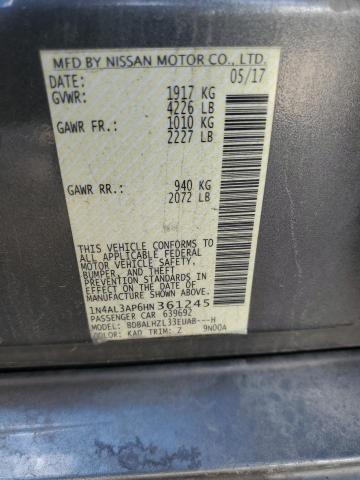 MFD BY NISSAN MOTOR CO., LTD.
DATE: 05/17
GVWR: 1917 KG
4226 LB
GAWR FR.: 1010 KG
2227 LB
GAWR RR.: 940 KG
2072 LB
THIS VEHICLE CONFORMS TO
ALL APPLICABLE FEDERAL
MOTOR VEHICLE SAFETY,
BUMPER, AND THEFT
PREVENTION STANDARDS IN
EFFECT ON THE DATE OF
MANUFACTURE SHOWN ABOVE.
1N4AL3AP6HN361245
PASSENGER CAR 639692
MODEL: BDBALHZL33EUAB---H
COLOR: KAD TRIM: Z 9N00A